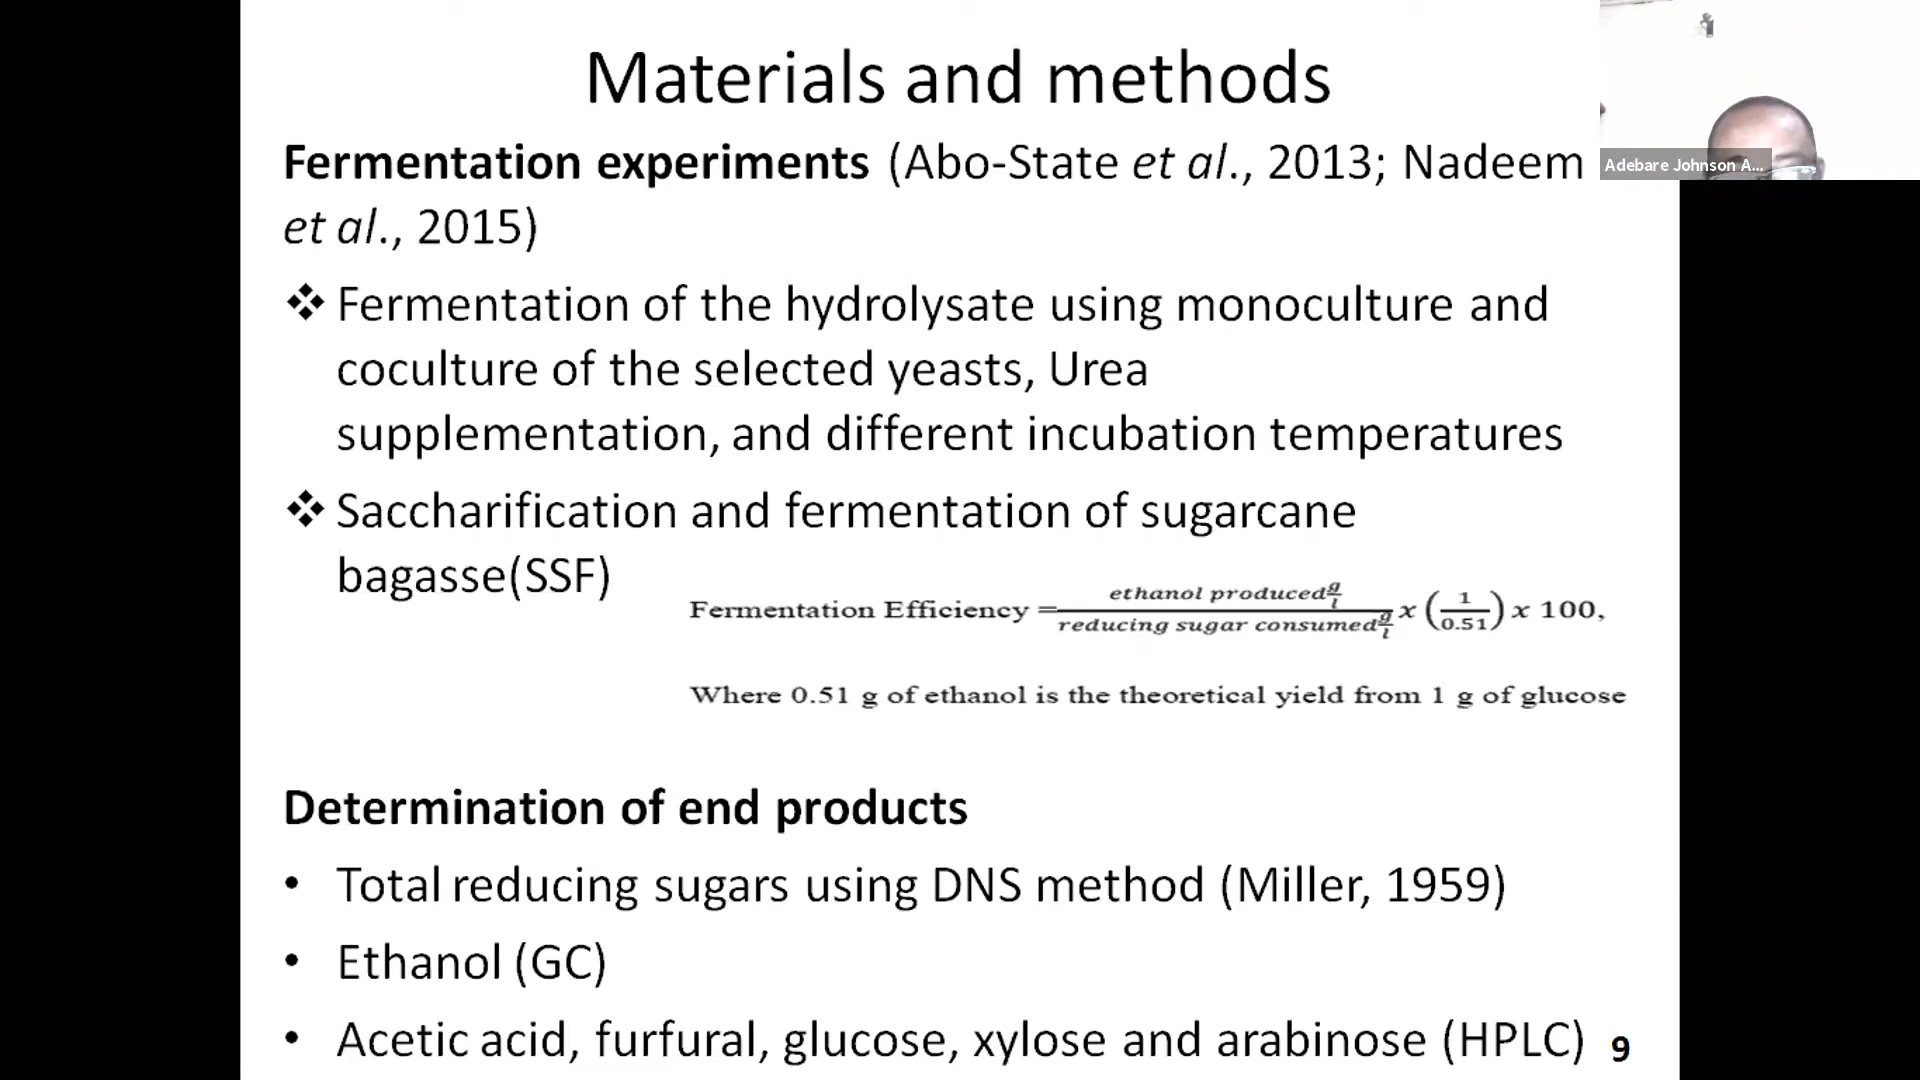 Materials and methods
Adebare Johnson A...
Fermentation experiments (Abo-State et al., 2013; Nadeem
et al., 2015)
❖ Fermentation of the hydrolysate using monoculture and
coculture of the selected yeasts, Urea
supplementation, and different incubation temperatures
❖ Saccharification and fermentation of sugarcane
bagasse(SSF)
Fermentation Efficiency = (ethanol produced g/l)/(reducing sugar consumed g/l) x (1/0.51) x 100,
Where 0.51 g of ethanol is the theoretical yield from 1 g of glucose
Determination of end products
• Total reducing sugars using DNS method (Miller, 1959)
• Ethanol (GC)
• Acetic acid, furfural, glucose, xylose and arabinose (HPLC)
9